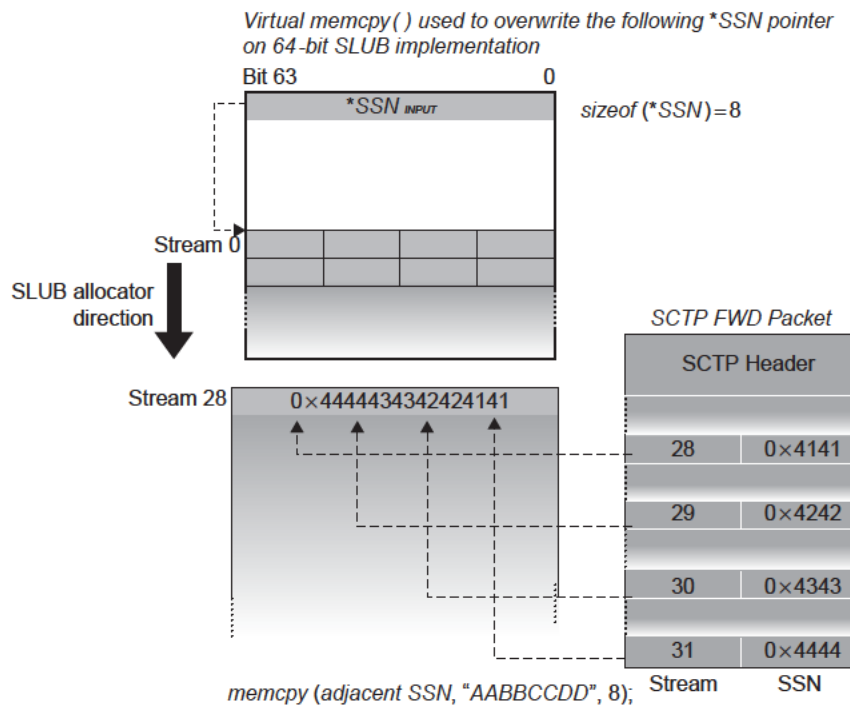 Virtual memcpy( ) used to overwrite the following *SSN pointer
on 64-bit SLUB implementation
Bit 63 0
*SSN INPUT
sizeof (*SSN)=8
Stream 0
SLUB allocator
direction
SCTP FWD Packet
SCTP Header
Stream 28
0×4444434342424141
28 0×4141
29 0×4242
30 0×4343
31 0×4444
Stream SSN
memcpy (adjacent SSN, “AABBCCDD”, 8);